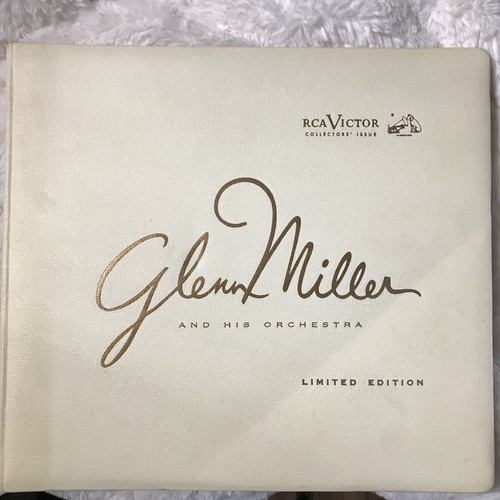 RCA VICTOR
COLLECTORS' ISSUE
Glenn Miller
AND HIS ORCHESTRA
LIMITED EDITION